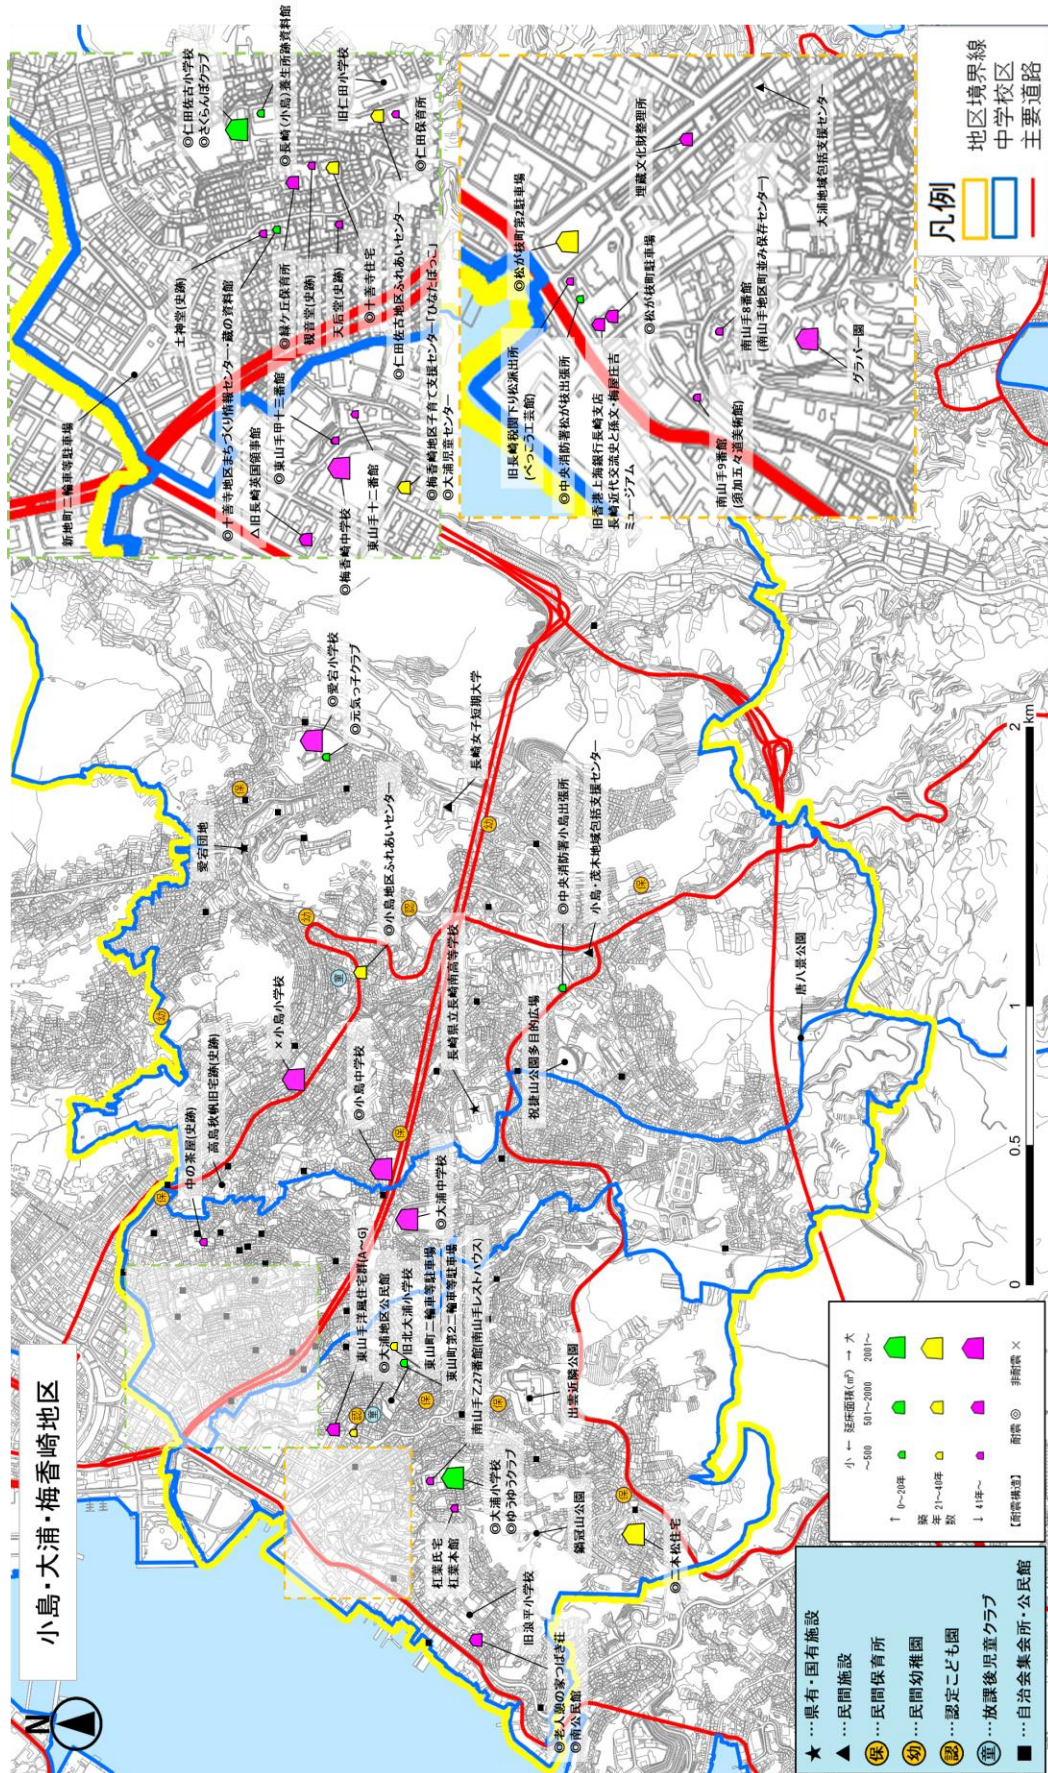 小島・大浦・梅香崎地区
N
新地町二輪車等駐車場
土神堂(史跡)
◎十善寺地区まちづくり情報センター・蔵の資料館
△旧長崎英国領事館
◎東山手甲十三番館
◎梅香崎中学校
東山手十二番館
◎仁田佐古小学校
◎さくらんぼクラブ
◎長崎(小島)養生所跡資料館
◎緑ケ丘保育所
観音堂(史跡)
天后堂(史跡)
◎十善寺住宅
旧仁田小学校
◎仁田保育所
◎仁田佐古地区ふれあいセンター
◎梅香崎地区子育て支援センター「ひなたぼっこ」
◎大浦児童センター
旧長崎税関下り松派出所
(べっこう工芸館)
◎中央消防署松が枝出張所
旧香港上海銀行長崎支店
長崎近代交流史と孫文・梅屋庄吉
ミュージアム
◎松が枝町第2駐車場
◎松が枝町駐車場
埋蔵文化財整理所
南山手8番館
(南山手地区町並み保存センター)
南山手9番館
(須加五々道美術館)
グラバー園
大浦地域包括支援センター
凡例
地区境界線
中学校区
主要道路
愛宕団地
◎愛宕小学校
◎元気っ子クラブ
長崎女子短期大学
◎小島地区ふれあいセンター
×小島小学校
◎小島中学校
長崎県立長崎南高等学校
中の茶屋(史跡)
高島秋帆旧宅跡(史跡)
◎中央消防署小島出張所
小島・茂木地域包括支援センター
祝捷山公園多目的広場
唐八景公園
◎大浦中学校
東山手洋風住宅群(A～G)
◎大浦地区公民館
旧北大浦小学校
東山町二輪車等駐車場
東山町第2二輪車等駐車場
南山手乙27番館(南山手レストハウス)
出雲近隣公園
◎大浦小学校
◎ゆうゆうクラブ
杠葉氏宅
杠葉本館
鍋冠山公園
◎二本松住宅
旧浪平小学校
◎老人憩の家つばき荘
◎南公民館
保
幼
認
童
0
0.5
1
2
km
★…県有・国有施設
▲…民間施設
保…民間保育所
幼…民間幼稚園
認…認定こども園
童…放課後児童クラブ
■…自治会集会所・公民館
小 ← 延床面積(㎡) → 大
～500 501～2000 2001～
↑ 0～20年
築年数 21～40年
↓ 41年～
【耐震構造】 耐震 ◎ 非耐震 ×